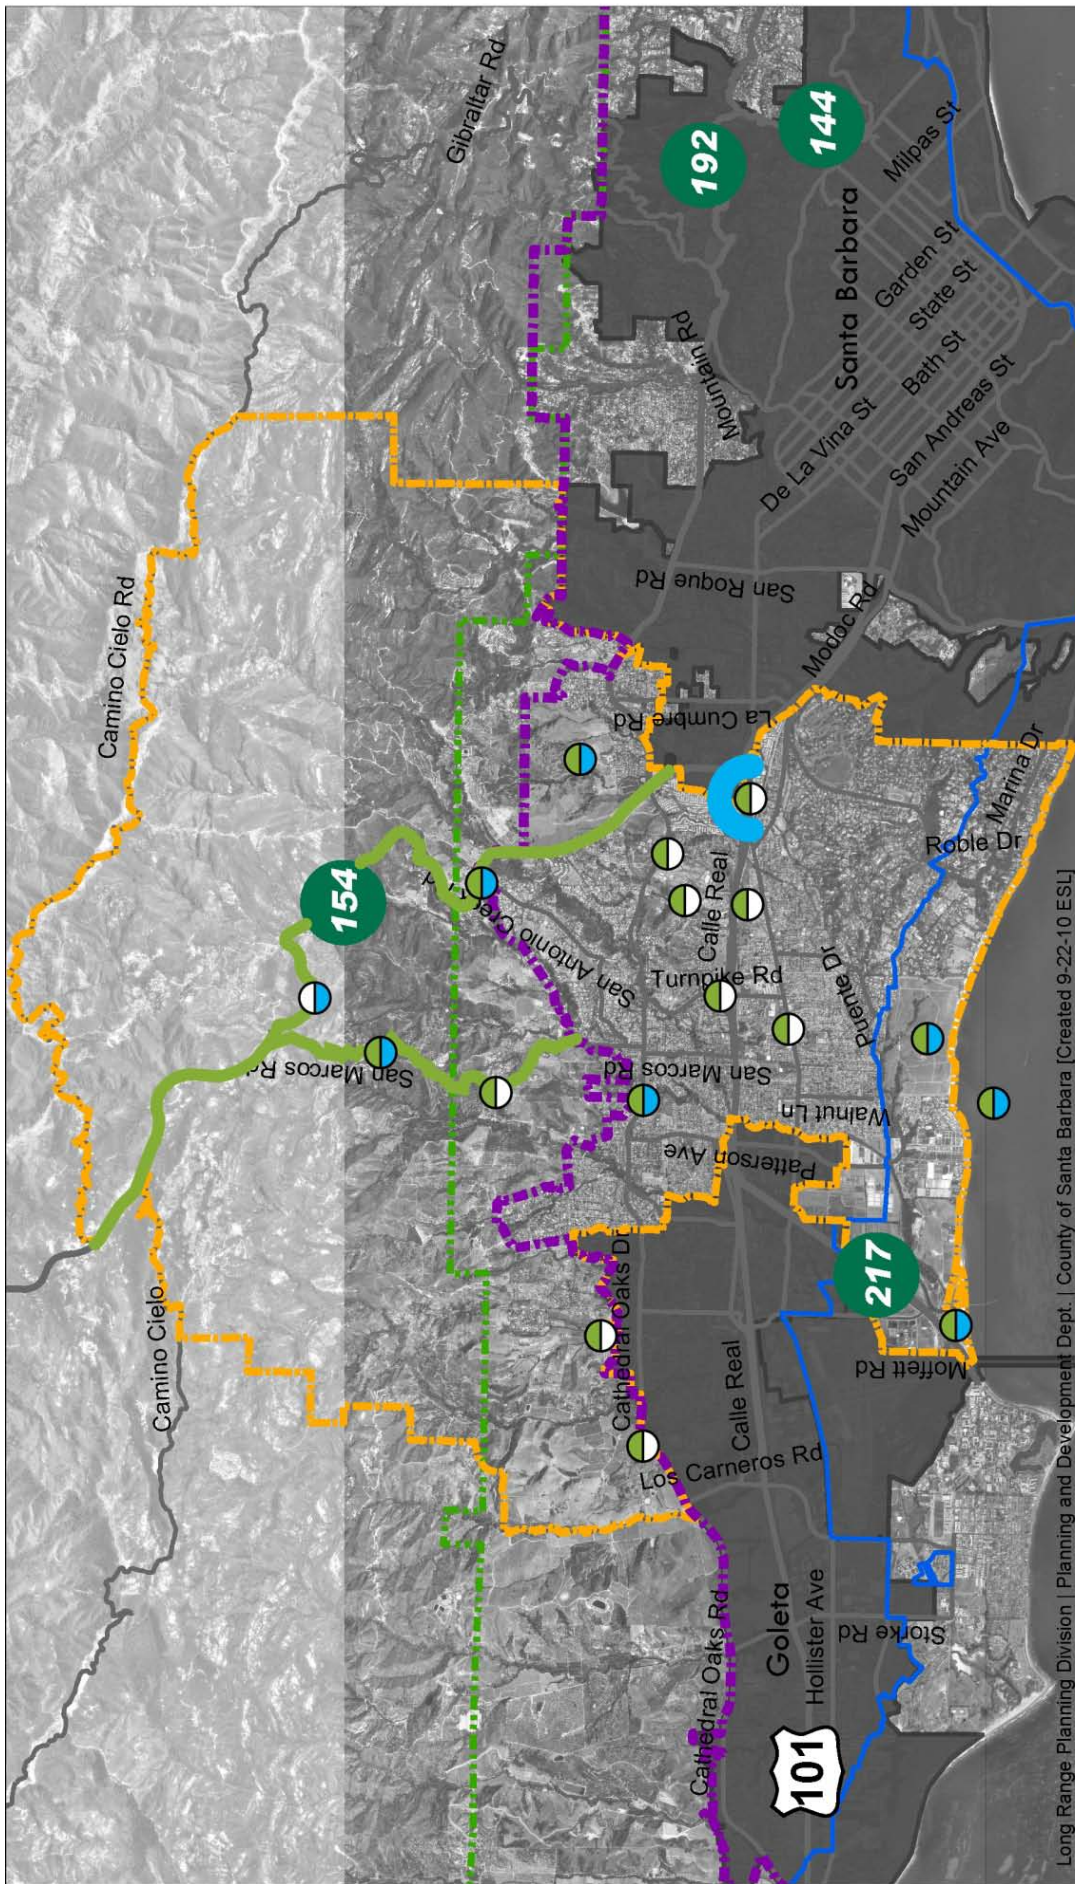 Gibraltar Rd
Camino Cielo Rd
192
144
Milpas St
Santa Barbara
Garden St
State St
Mountain Rd
Bath St
De La Vina St
San Andreas St
Mountain Ave
San Roque Rd
Modoc Rd
La Cumbre Rd
Marina Dr
Roble Dr
154
San Antonio Creek Rd
Calle Real
Turnpike Rd
Puente Dr
San Marcos Rd
San Marcos Rd
Walnut Ln
Patterson Ave
217
Camino Cielo
Cathedral Oaks Dr
Moffett Rd
Calle Real
Los Carneros Rd
Cathedral Oaks Rd
Goleta
Hollister Ave
Storke Rd
101
Long Range Planning Division | Planning and Development Dept. | County of Santa Barbara [Created 9-22-10 ESL]